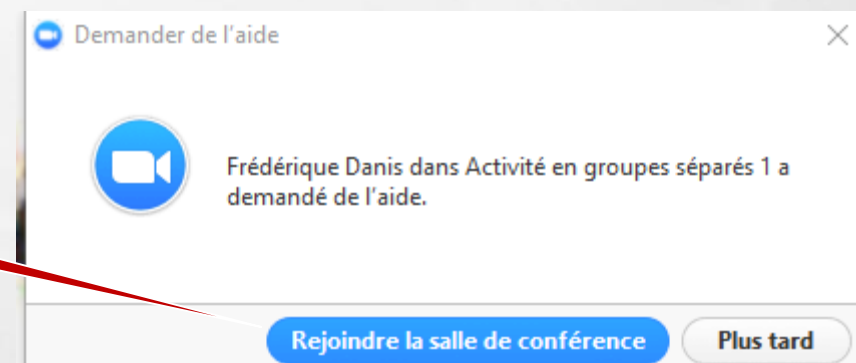 Demander de l'aide
Frédérique Danis dans Activité en groupes séparés 1 a
demandé de l'aide.
Rejoindre la salle de conférence
Plus tard